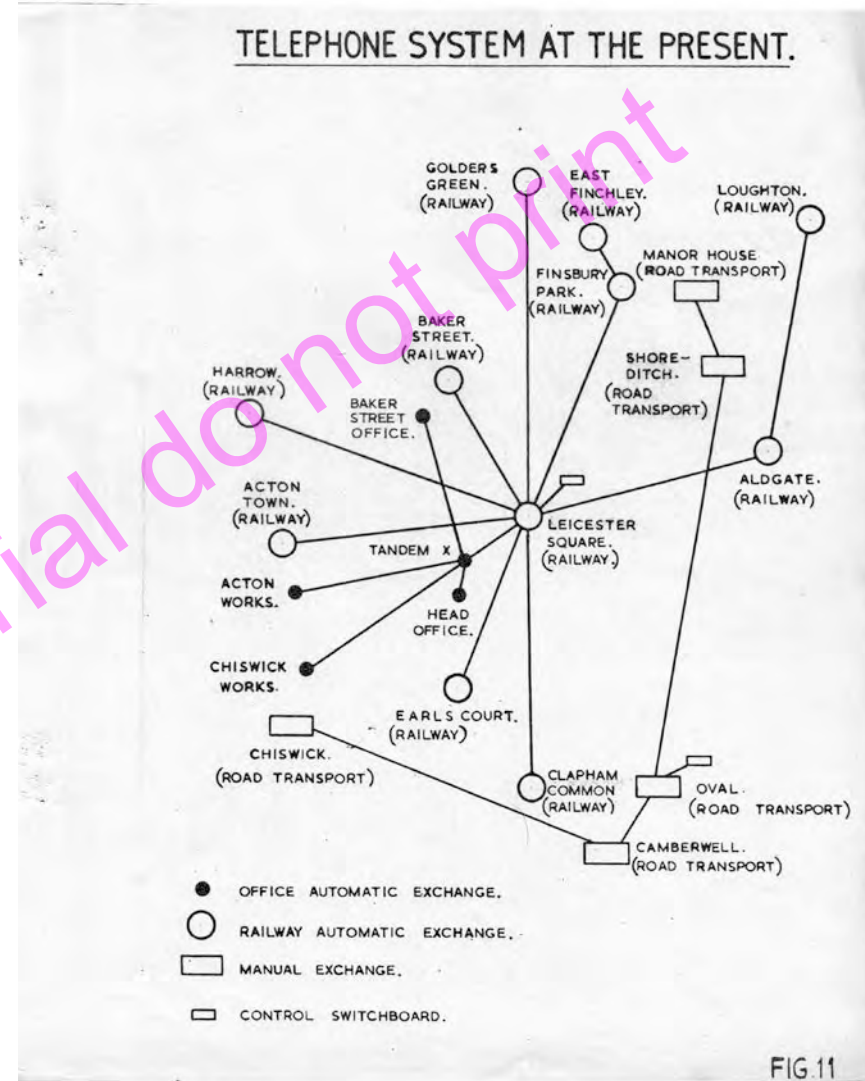 TELEPHONE SYSTEM AT THE PRESENT.
GOLDERS
GREEN.
(RAILWAY)
EAST
FINCHLEY.
(RAILWAY)
LOUGHTON.
(RAILWAY)
MANOR HOUSE
(ROAD TRANSPORT)
FINSBURY
PARK.
(RAILWAY)
BAKER
STREET.
(RAILWAY)
SHORE-
DITCH.
(ROAD
TRANSPORT)
HARROW.
(RAILWAY)
BAKER
STREET
OFFICE.
ALDGATE.
(RAILWAY)
ACTON
TOWN.
(RAILWAY)
LEICESTER
SQUARE.
(RAILWAY.)
TANDEM X
ACTON
WORKS.
HEAD
OFFICE.
CHISWICK
WORKS.
EARLS COURT.
(RAILWAY)
CHISWICK.
(ROAD TRANSPORT)
CLAPHAM
COMMON
(RAILWAY)
OVAL.
(ROAD TRANSPORT)
CAMBERWELL.
(ROAD TRANSPORT)
OFFICE AUTOMATIC EXCHANGE.
RAILWAY AUTOMATIC EXCHANGE.
MANUAL EXCHANGE.
CONTROL SWITCHBOARD.
FIG.11
do not print